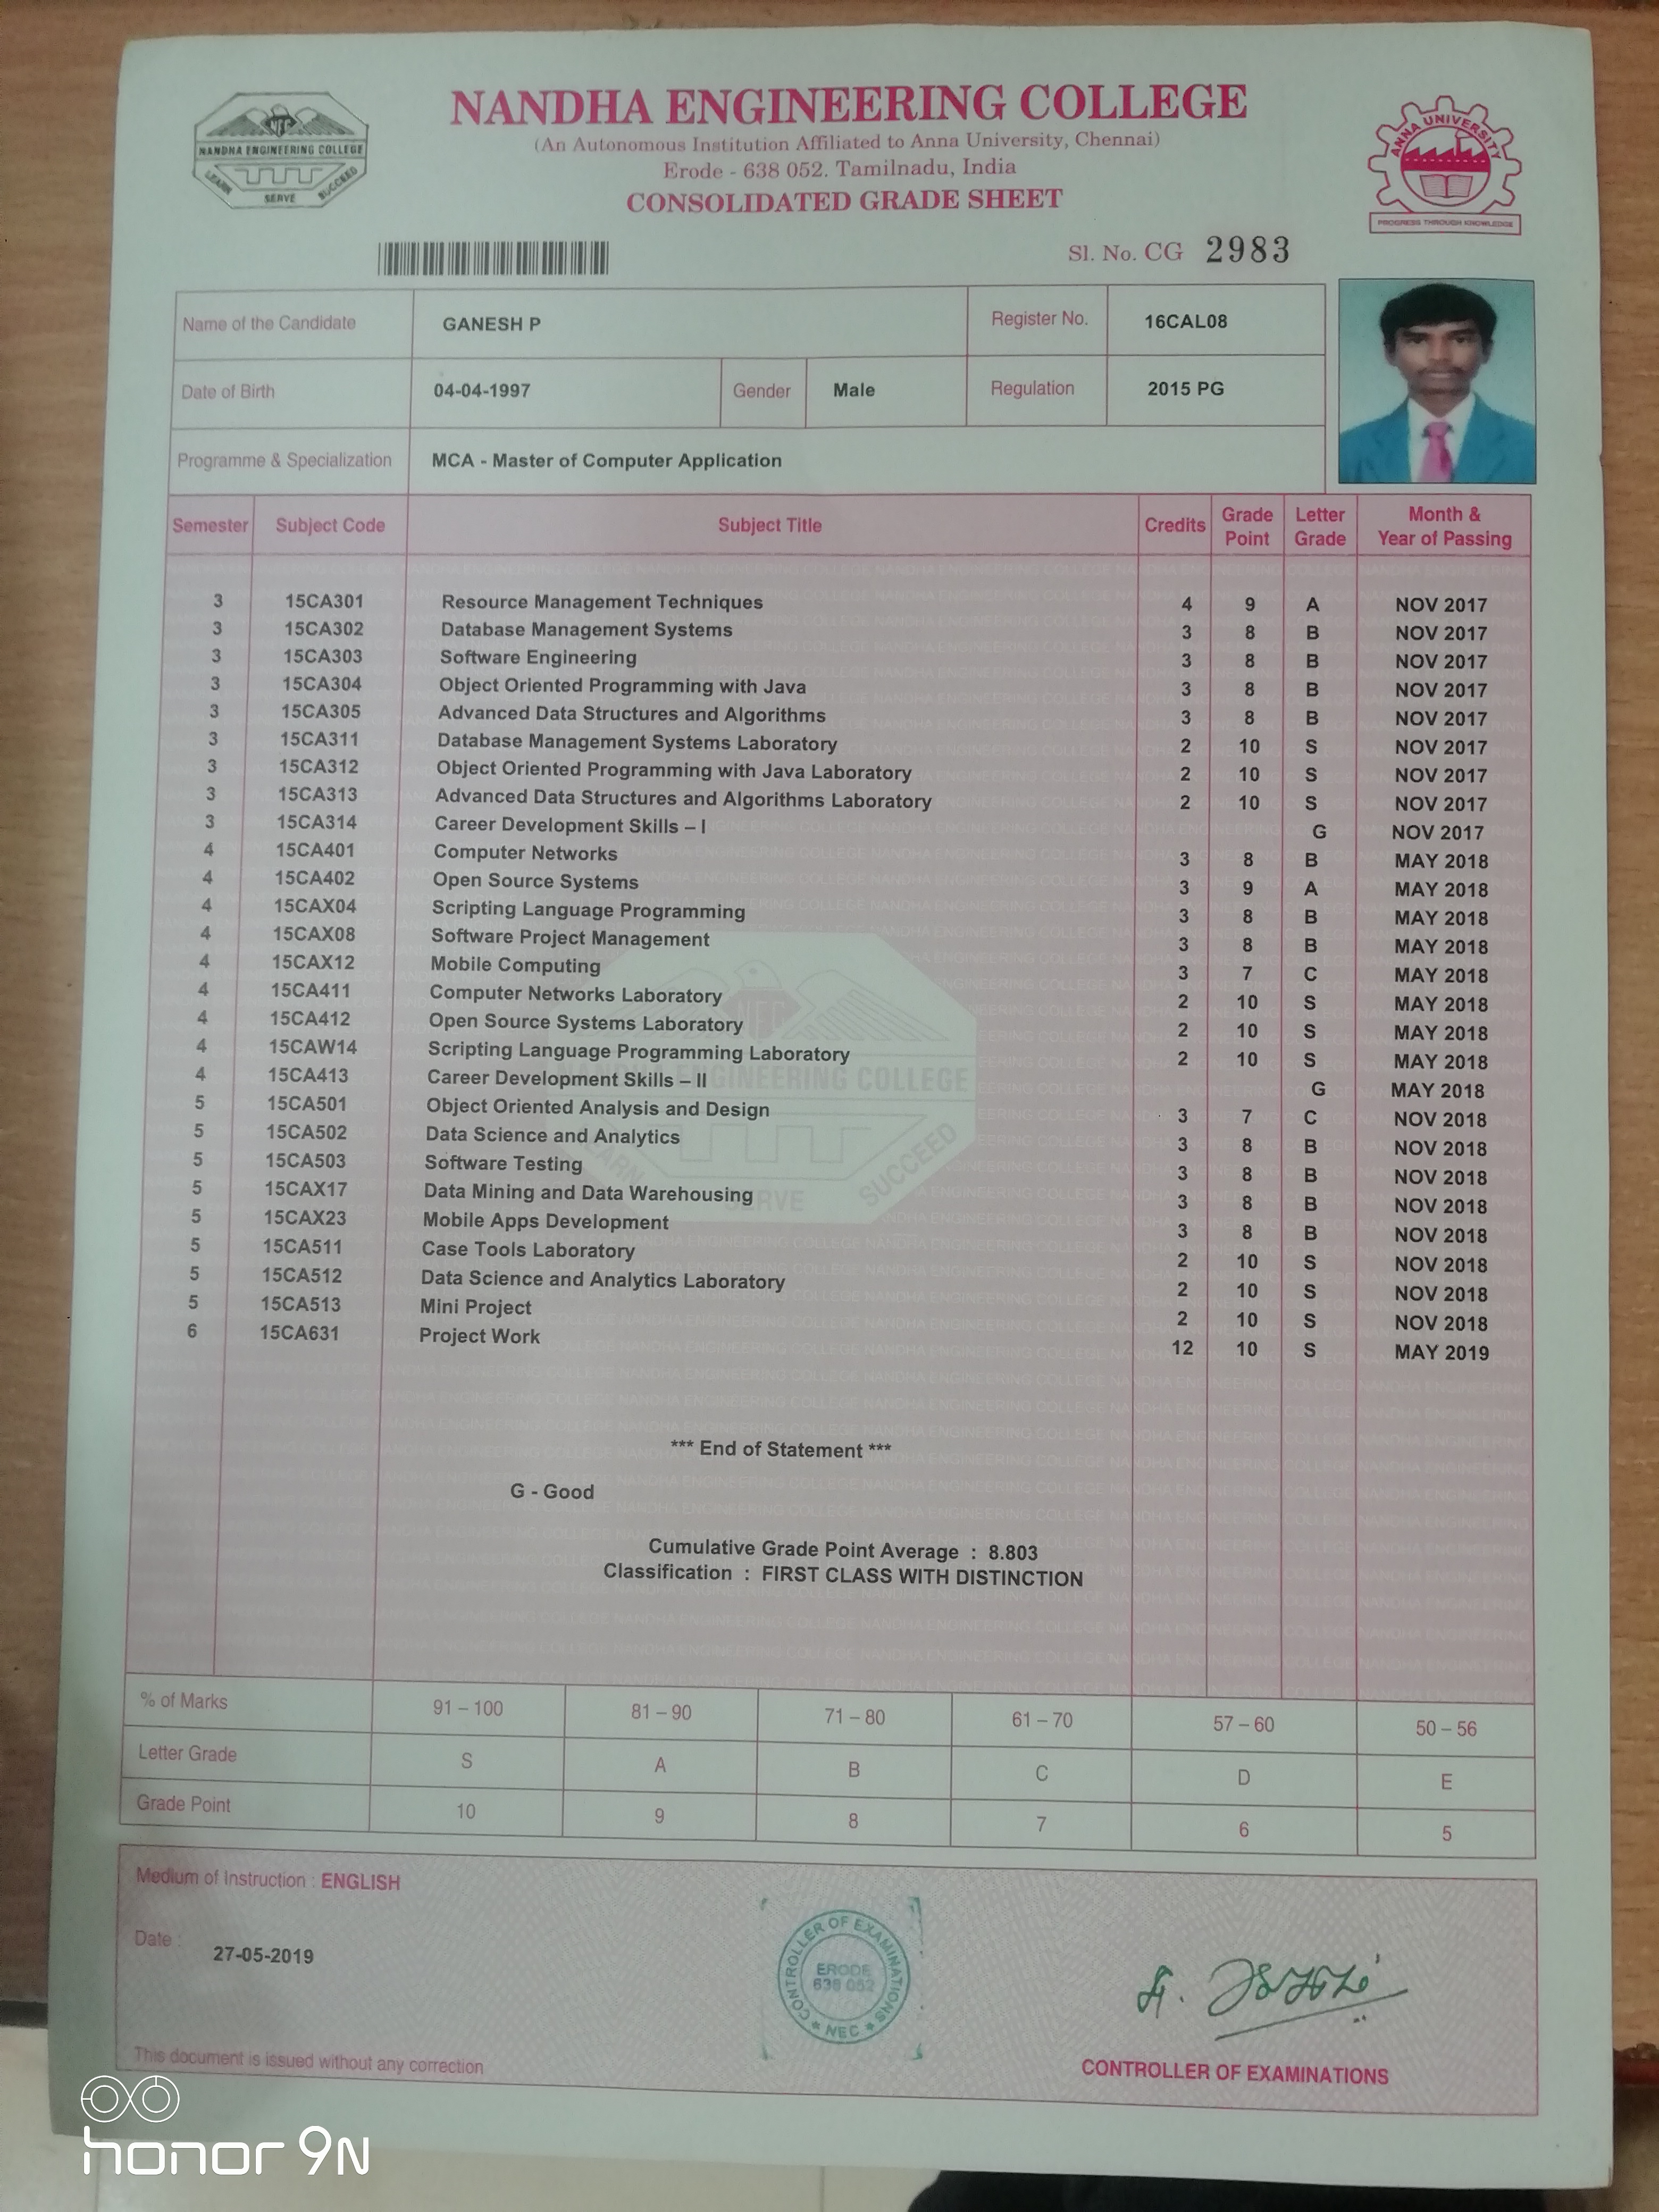 NANDHA ENGINEERING COLLEGE
(An Autonomous Institution Affiliated to Anna University, Chennai)
Erode - 638 052. Tamilnadu, India
CONSOLIDATED GRADE SHEET
NEC
NANDHA ENGINEERING COLLEGE
LEARN SERVE SUCCEED
ANNA UNIVERSITY
PROGRESS THROUGH KNOWLEDGE
Sl. No. CG 2983
Name of the Candidate GANESH P Register No. 16CAL08
Date of Birth 04-04-1997 Gender Male Regulation 2015 PG
Programme & Specialization MCA - Master of Computer Application
Semester Subject Code Subject Title Credits Grade Point Letter Grade Month & Year of Passing
3 15CA301 Resource Management Techniques 4 9 A NOV 2017
3 15CA302 Database Management Systems 3 8 B NOV 2017
3 15CA303 Software Engineering 3 8 B NOV 2017
3 15CA304 Object Oriented Programming with Java 3 8 B NOV 2017
3 15CA305 Advanced Data Structures and Algorithms 3 8 B NOV 2017
3 15CA311 Database Management Systems Laboratory 2 10 S NOV 2017
3 15CA312 Object Oriented Programming with Java Laboratory 2 10 S NOV 2017
3 15CA313 Advanced Data Structures and Algorithms Laboratory 2 10 S NOV 2017
3 15CA314 Career Development Skills – I G NOV 2017
4 15CA401 Computer Networks 3 8 B MAY 2018
4 15CA402 Open Source Systems 3 9 A MAY 2018
4 15CAX04 Scripting Language Programming 3 8 B MAY 2018
4 15CAX08 Software Project Management 3 8 B MAY 2018
4 15CAX12 Mobile Computing 3 7 C MAY 2018
4 15CA411 Computer Networks Laboratory 2 10 S MAY 2018
4 15CA412 Open Source Systems Laboratory 2 10 S MAY 2018
4 15CAW14 Scripting Language Programming Laboratory 2 10 S MAY 2018
4 15CA413 Career Development Skills – II G MAY 2018
5 15CA501 Object Oriented Analysis and Design 3 7 C NOV 2018
5 15CA502 Data Science and Analytics 3 8 B NOV 2018
5 15CA503 Software Testing 3 8 B NOV 2018
5 15CAX17 Data Mining and Data Warehousing 3 8 B NOV 2018
5 15CAX23 Mobile Apps Development 3 8 B NOV 2018
5 15CA511 Case Tools Laboratory 2 10 S NOV 2018
5 15CA512 Data Science and Analytics Laboratory 2 10 S NOV 2018
5 15CA513 Mini Project 2 10 S NOV 2018
6 15CA631 Project Work 12 10 S MAY 2019
*** End of Statement ***
G - Good
Cumulative Grade Point Average : 8.803
Classification : FIRST CLASS WITH DISTINCTION
% of Marks 91 – 100 81 – 90 71 – 80 61 – 70 57 – 60 50 – 56
Letter Grade S A B C D E
Grade Point 10 9 8 7 6 5
Medium of Instruction : ENGLISH
Date : 27-05-2019
CONTROLLER OF EXAMINATIONS
ERODE
638 052
★ NEC ★
This document is issued without any correction
CONTROLLER OF EXAMINATIONS
honor 9N